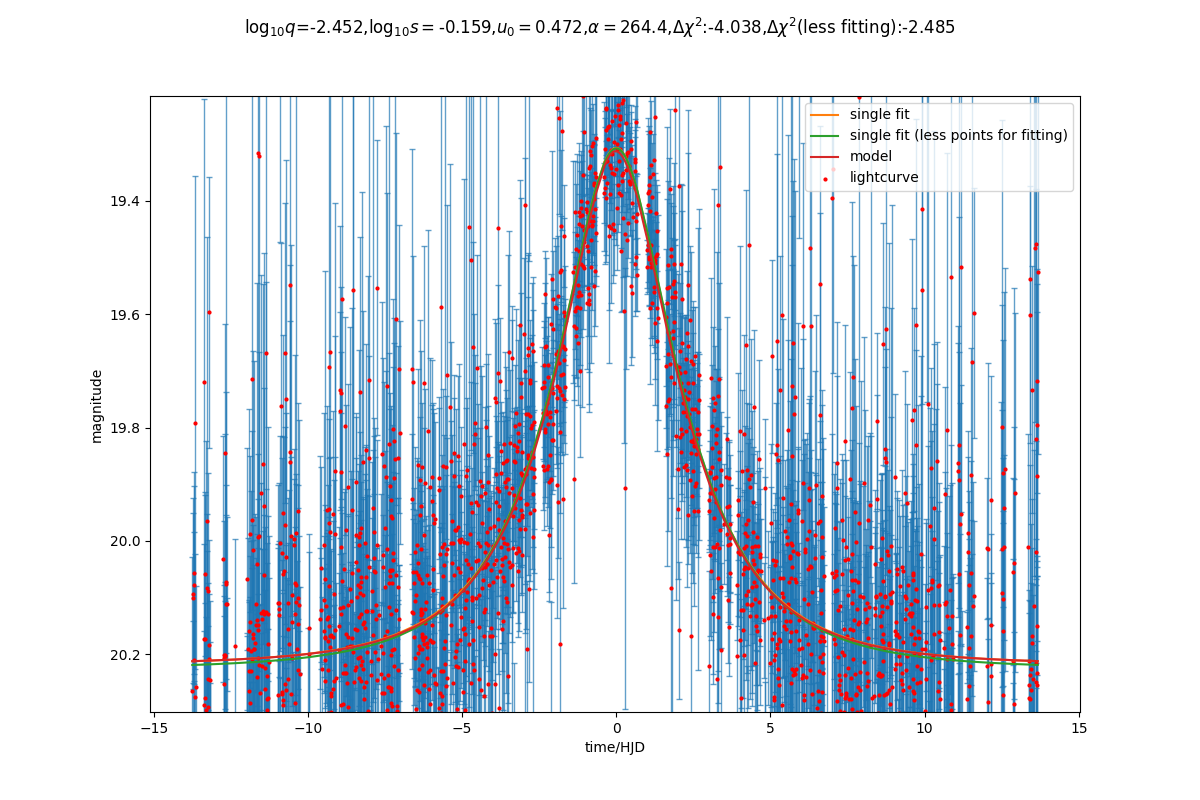 log₁₀q=-2.452,log₁₀s = -0.159,u₀ = 0.472,α = 264.4,Δχ²:-4.038,Δχ²(less fitting):-2.485
single fit
single fit (less points for fitting)
model
lightcurve
magnitude
19.4
19.6
19.8
20.0
20.2
−15
−10
−5
0
5
10
15
time/HJD